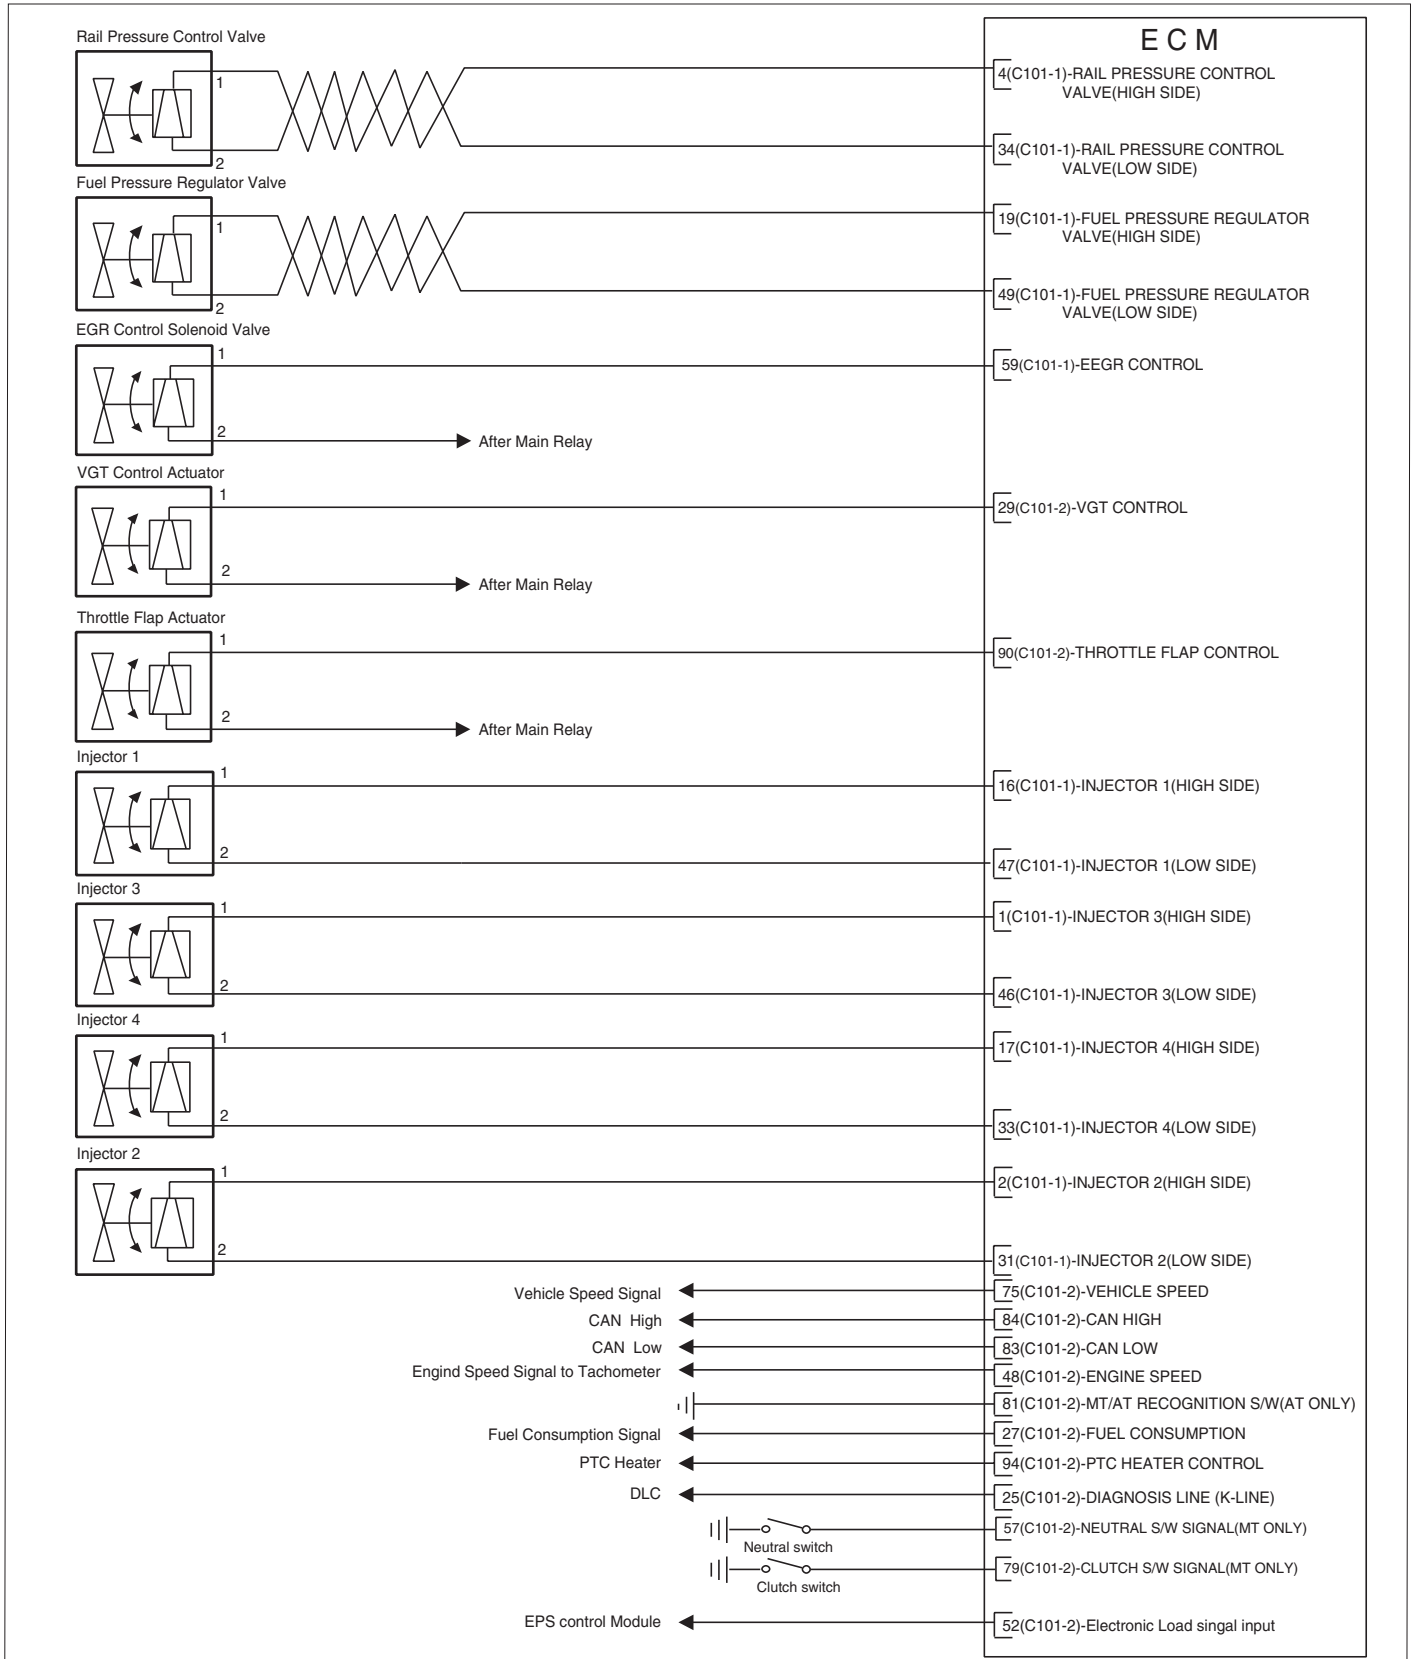 E C M
Rail Pressure Control Valve
1
4(C101-1)-RAIL PRESSURE CONTROL
VALVE(HIGH SIDE)
2
34(C101-1)-RAIL PRESSURE CONTROL
VALVE(LOW SIDE)
Fuel Pressure Regulator Valve
1
19(C101-1)-FUEL PRESSURE REGULATOR
VALVE(HIGH SIDE)
2
49(C101-1)-FUEL PRESSURE REGULATOR
VALVE(LOW SIDE)
EGR Control Solenoid Valve
1
59(C101-1)-EEGR CONTROL
2
After Main Relay
VGT Control Actuator
1
29(C101-2)-VGT CONTROL
2
After Main Relay
Throttle Flap Actuator
1
90(C101-2)-THROTTLE FLAP CONTROL
2
After Main Relay
Injector 1
1
16(C101-1)-INJECTOR 1(HIGH SIDE)
2
47(C101-1)-INJECTOR 1(LOW SIDE)
Injector 3
1
1(C101-1)-INJECTOR 3(HIGH SIDE)
2
46(C101-1)-INJECTOR 3(LOW SIDE)
Injector 4
1
17(C101-1)-INJECTOR 4(HIGH SIDE)
2
33(C101-1)-INJECTOR 4(LOW SIDE)
Injector 2
1
2(C101-1)-INJECTOR 2(HIGH SIDE)
2
31(C101-1)-INJECTOR 2(LOW SIDE)
Vehicle Speed Signal
75(C101-2)-VEHICLE SPEED
CAN High
84(C101-2)-CAN HIGH
CAN Low
83(C101-2)-CAN LOW
Engind Speed Signal to Tachometer
48(C101-2)-ENGINE SPEED
81(C101-2)-MT/AT RECOGNITION S/W(AT ONLY)
Fuel Consumption Signal
27(C101-2)-FUEL CONSUMPTION
PTC Heater
94(C101-2)-PTC HEATER CONTROL
DLC
25(C101-2)-DIAGNOSIS LINE (K-LINE)
57(C101-2)-NEUTRAL S/W SIGNAL(MT ONLY)
Neutral switch
79(C101-2)-CLUTCH S/W SIGNAL(MT ONLY)
Clutch switch
EPS control Module
52(C101-2)-Electronic Load singal input